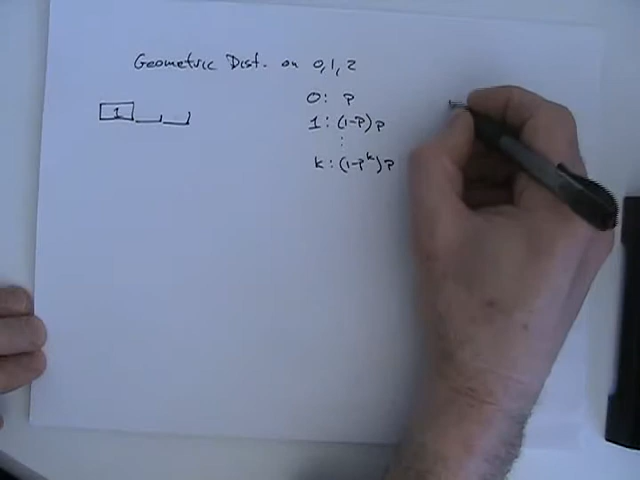 Geometric Dist. on 0,1,2
1
0: P
1: (1-P)P
:
k: (1-P^k)P